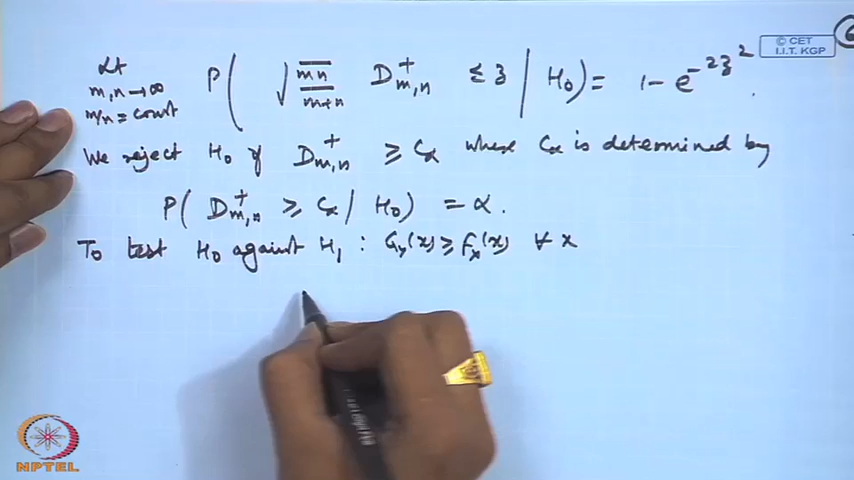 6
© CET
I.I.T. KGP
Lt m,n→∞ m/n = const P( √(mn/(m+n)) D⁺m,n ≤ z | H₀) = 1 - e^(-2z²).
We reject H₀ if D⁺m,n ≥ Cα where Cα is determined by
P( D⁺m,n ≥ Cα | H₀) = α.
To test H₀ against H₁ : Gy(x) ≥ Fx(x) ∀ x
NPTEL